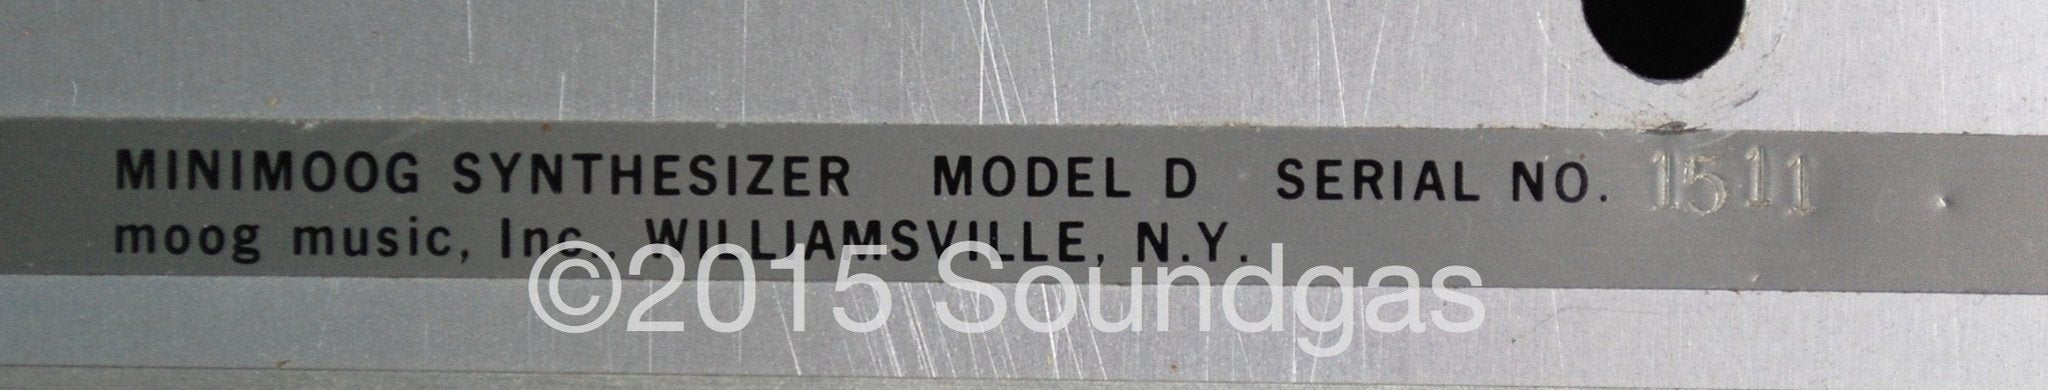 MINIMOOG SYNTHESIZER MODEL D SERIAL NO. 1511
moog music, Inc., WILLIAMSVILLE, N.Y.
©2015 Soundgas